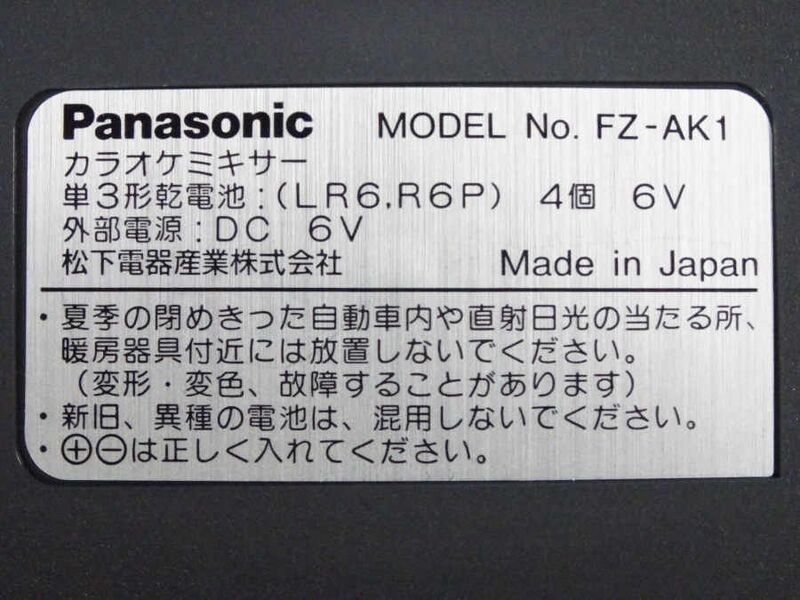 Panasonic MODEL No. FZ-AK1
カラオケミキサー
単3形乾電池:(LR6,R6P) 4個 6V
外部電源:DC 6V
松下電器産業株式会社 Made in Japan
・夏季の閉めきった自動車内や直射日光の当たる所、
暖房器具付近には放置しないでください。
(変形・変色、故障することがあります)
・新旧、異種の電池は、混用しないでください。
・⊕⊖は正しく入れてください。